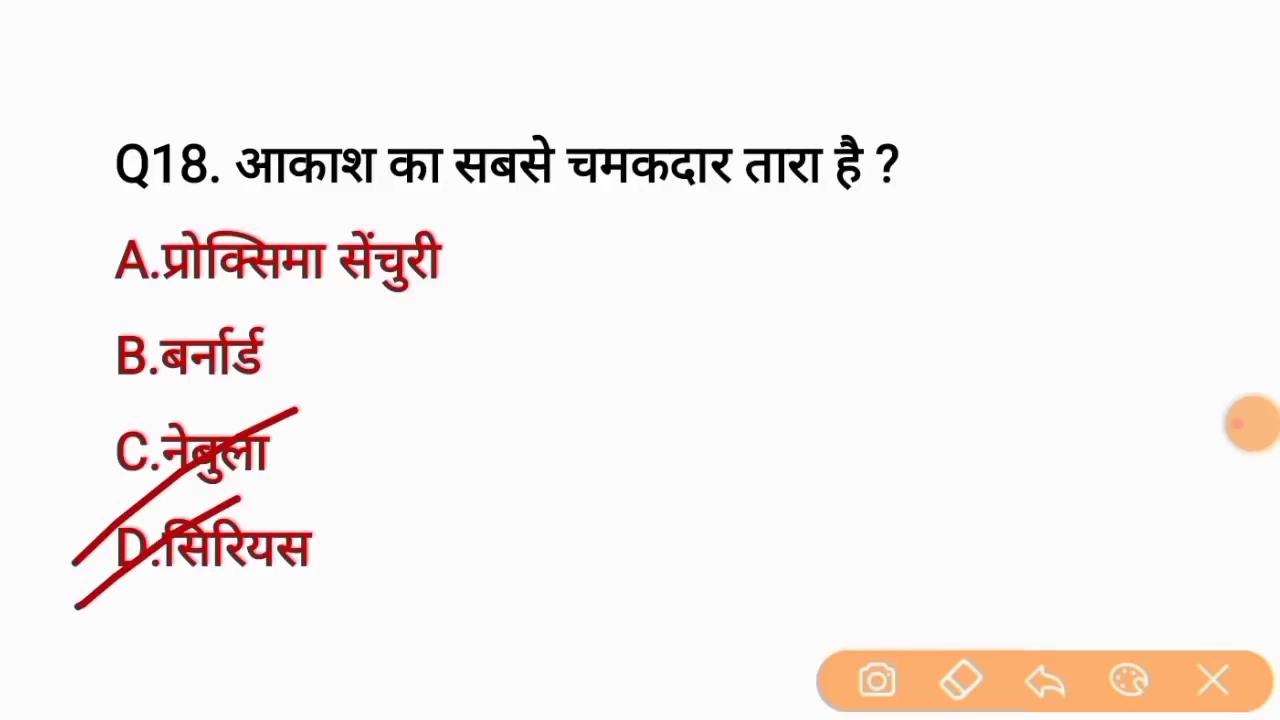 Q18. आकाश का सबसे चमकदार तारा है ?
A.प्रोक्सिमा सेंचुरी
B.बर्नार्ड
C.नेबुला
D.सिरियस